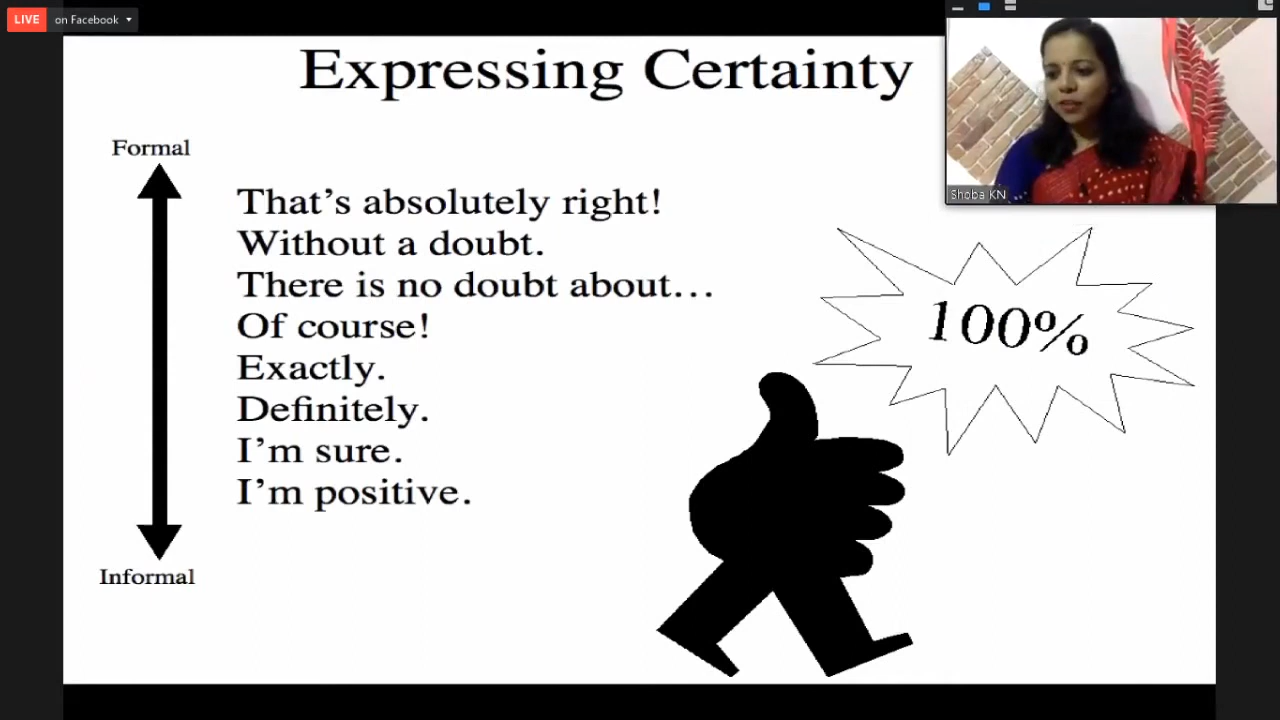 LIVE on Facebook
Expressing Certainty
Shoba KN
Formal
That's absolutely right!
Without a doubt.
There is no doubt about…
Of course!
Exactly.
Definitely.
I'm sure.
I'm positive.
Informal
100%